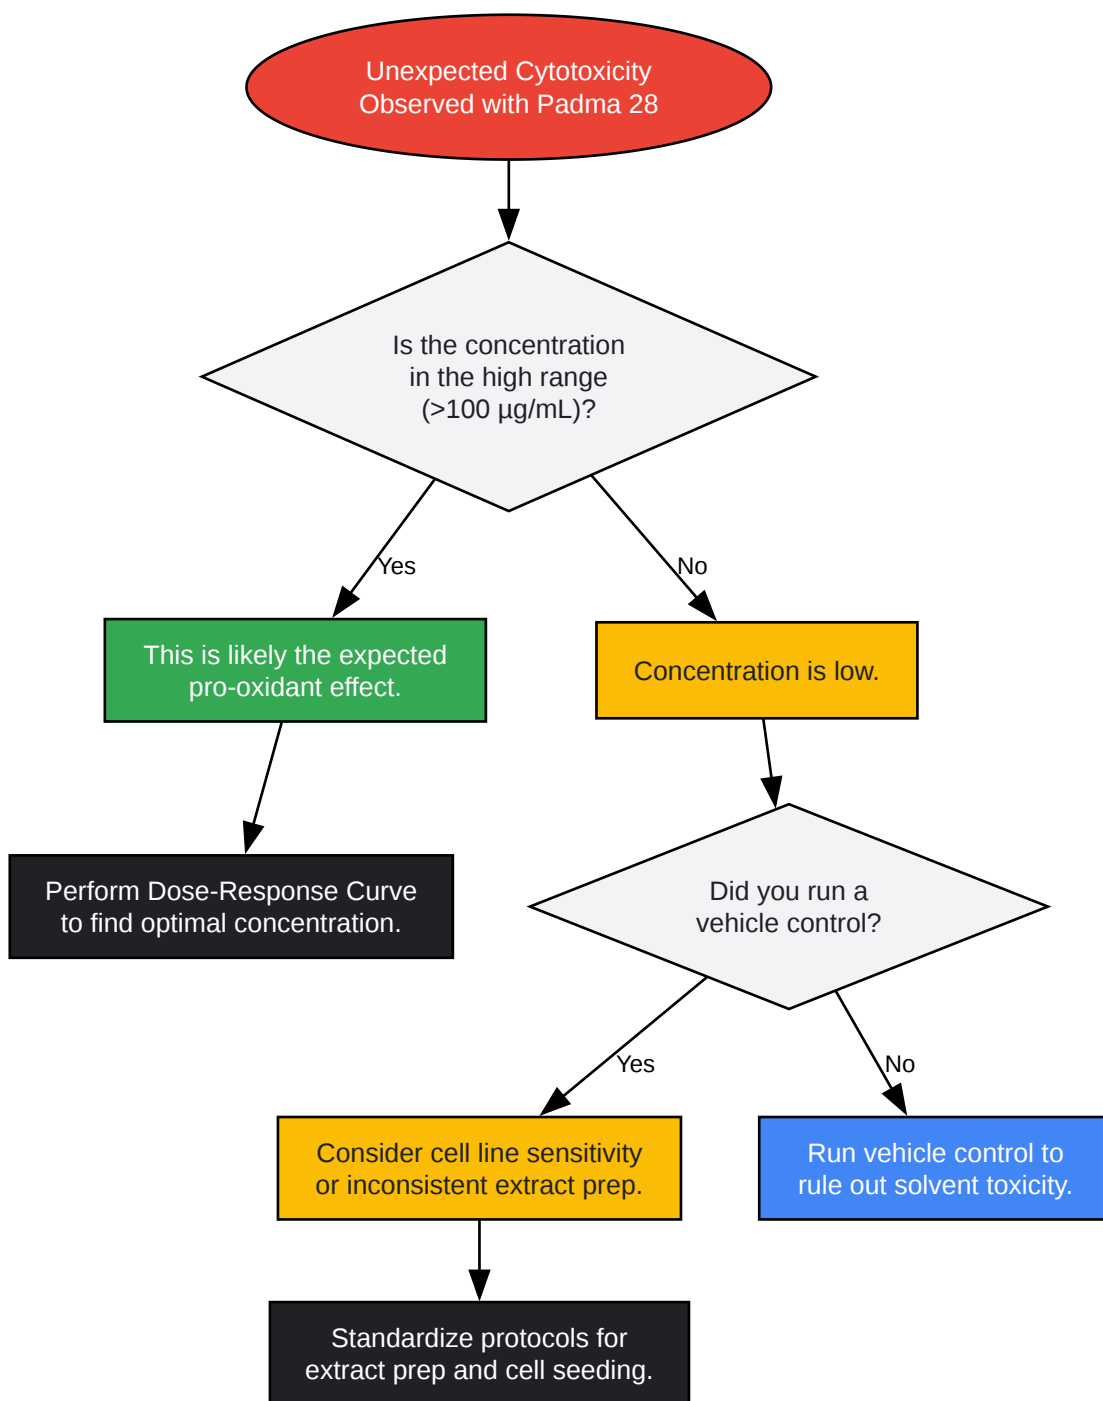 Unexpected Cytotoxicity
Observed with Padma 28
Is the concentration
in the high range
(>100 µg/mL)?
Yes
No
This is likely the expected
pro-oxidant effect.
Concentration is low.
Perform Dose-Response Curve
to find optimal concentration.
Did you run a
vehicle control?
Yes
No
Consider cell line sensitivity
or inconsistent extract prep.
Run vehicle control to
rule out solvent toxicity.
Standardize protocols for
extract prep and cell seeding.